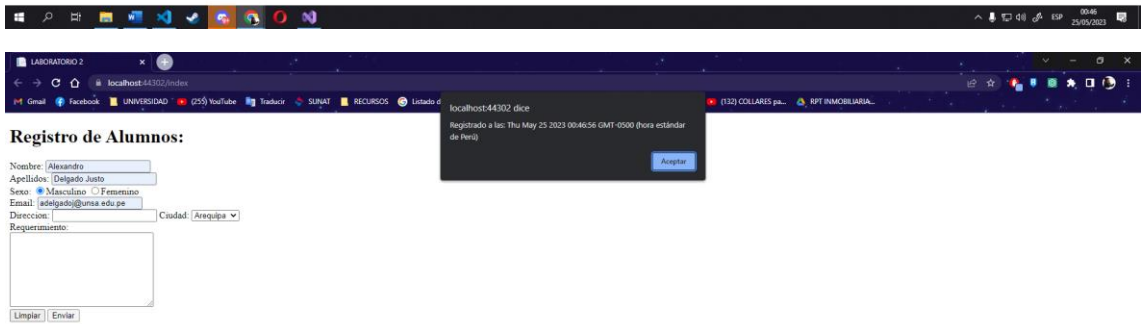 ESP
00:46
25/05/2023
LABORATORIO 2
localhost:44302/index
Gmail Facebook UNIVERSIDAD (255) YouTube Traducir SUNAT RECURSOS Listado d
(132) COLLARES pa... RPT INMOBILIARIA...
localhost:44302 dice
Registrado a las: Thu May 25 2023 00:46:56 GMT-0500 (hora estándar
de Perú)
Aceptar
Registro de Alumnos:
Nombre: Alexandro
Apellidos: Delgado Justo
Sexo: Masculino Femenino
Email: adelgadoj@unsa.edu.pe
Direccion: Ciudad: Arequipa
Requerimiento:
Limpiar Enviar